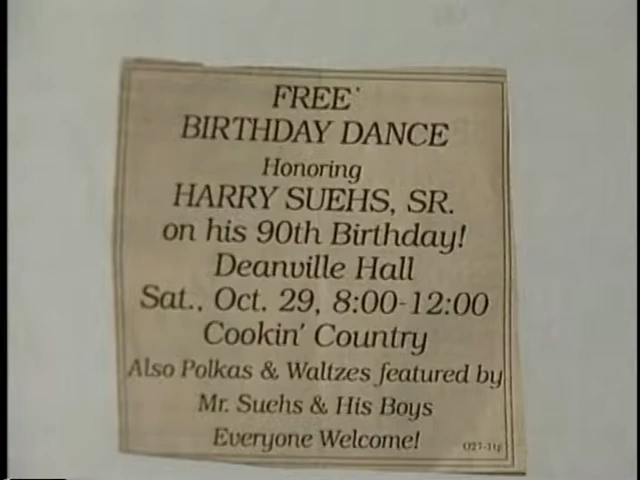 FREE
BIRTHDAY DANCE
Honoring
HARRY SUEHS, SR.
on his 90th Birthday!
Deanville Hall
Sat., Oct. 29, 8:00-12:00
Cookin' Country
Also Polkas & Waltzes featured by
Mr. Suehs & His Boys
Everyone Welcome!